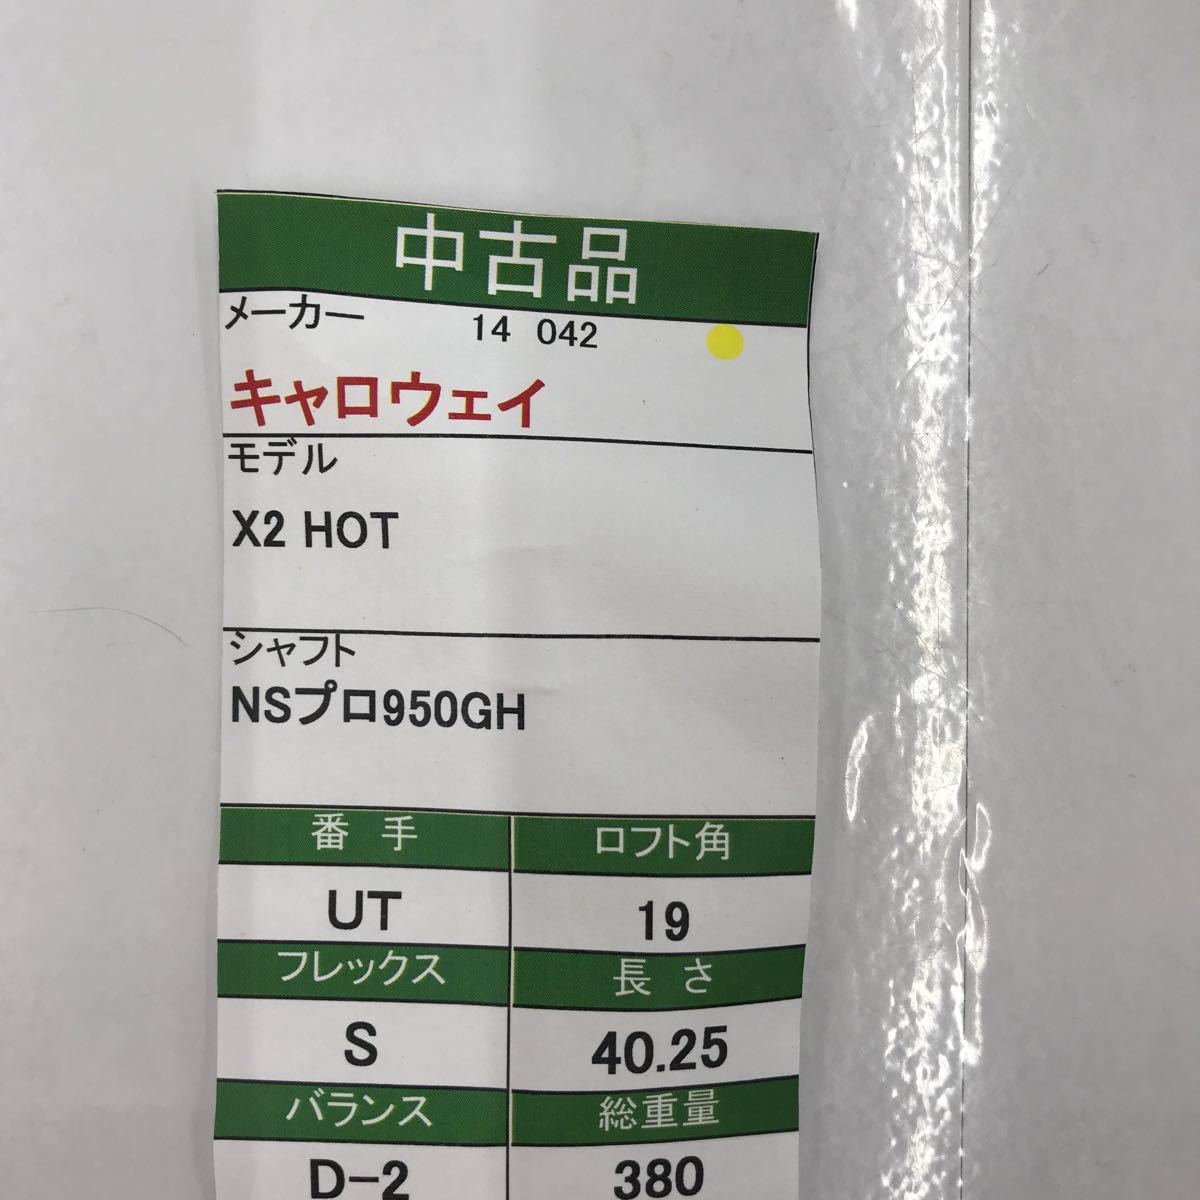 中古品
メーカー 14 042
キャロウェイ
モデル
X2 HOT
シャフト
NSプロ950GH
番 手 ロフト角
UT 19
フレックス 長 さ
S 40.25
バランス 総重量
D-2 380